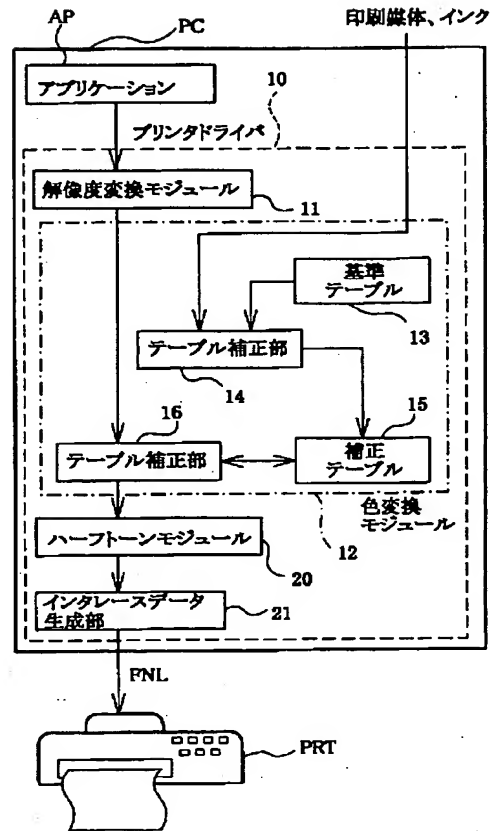 AP
PC
印刷媒体、インク
アプリケーション
10
プリンタドライバ
解像度変換モジュール
11
基準
テーブル
13
テーブル補正部
14
16
15
テーブル補正部
補正
テーブル
色変換
モジュール
12
ハーフトーンモジュール
20
インタレースデータ
生成部
21
FNL
PRT